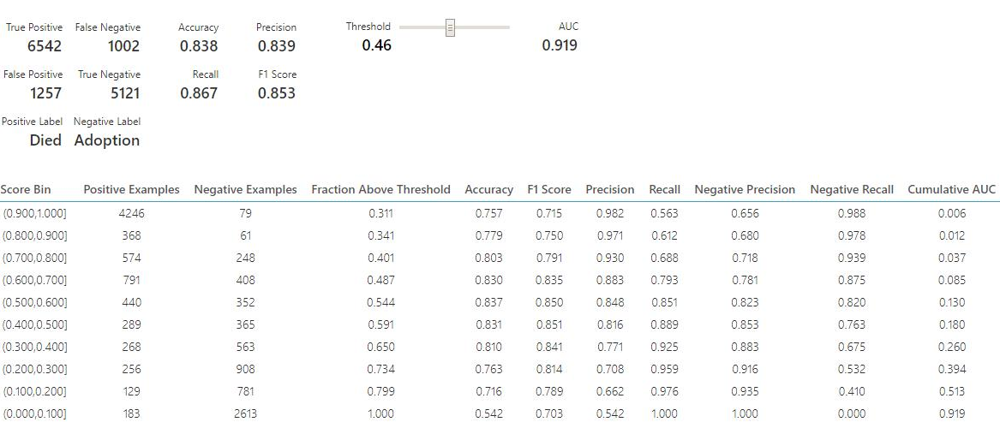 True Positive False Negative Accuracy Precision Threshold AUC
6542 1002 0.838 0.839 0.46 0.919
False Positive True Negative Recall F1 Score
1257 5121 0.867 0.853
Positive Label Negative Label
Died Adoption
Score Bin Positive Examples Negative Examples Fraction Above Threshold Accuracy F1 Score Precision Recall Negative Precision Negative Recall Cumulative AUC
(0.900,1.000] 4246 79 0.311 0.757 0.715 0.982 0.563 0.656 0.988 0.006
(0.800,0.900] 368 61 0.341 0.779 0.750 0.971 0.612 0.680 0.978 0.012
(0.700,0.800] 574 248 0.401 0.803 0.791 0.930 0.688 0.718 0.939 0.037
(0.600,0.700] 791 408 0.487 0.830 0.835 0.883 0.793 0.781 0.875 0.085
(0.500,0.600] 440 352 0.544 0.837 0.850 0.848 0.851 0.823 0.820 0.130
(0.400,0.500] 289 365 0.591 0.831 0.851 0.816 0.889 0.853 0.763 0.180
(0.300,0.400] 268 563 0.650 0.810 0.841 0.771 0.925 0.883 0.675 0.260
(0.200,0.300] 256 908 0.734 0.763 0.814 0.708 0.959 0.916 0.532 0.394
(0.100,0.200] 129 781 0.799 0.716 0.789 0.662 0.976 0.935 0.410 0.513
(0.000,0.100] 183 2613 1.000 0.542 0.703 0.542 1.000 1.000 0.000 0.919